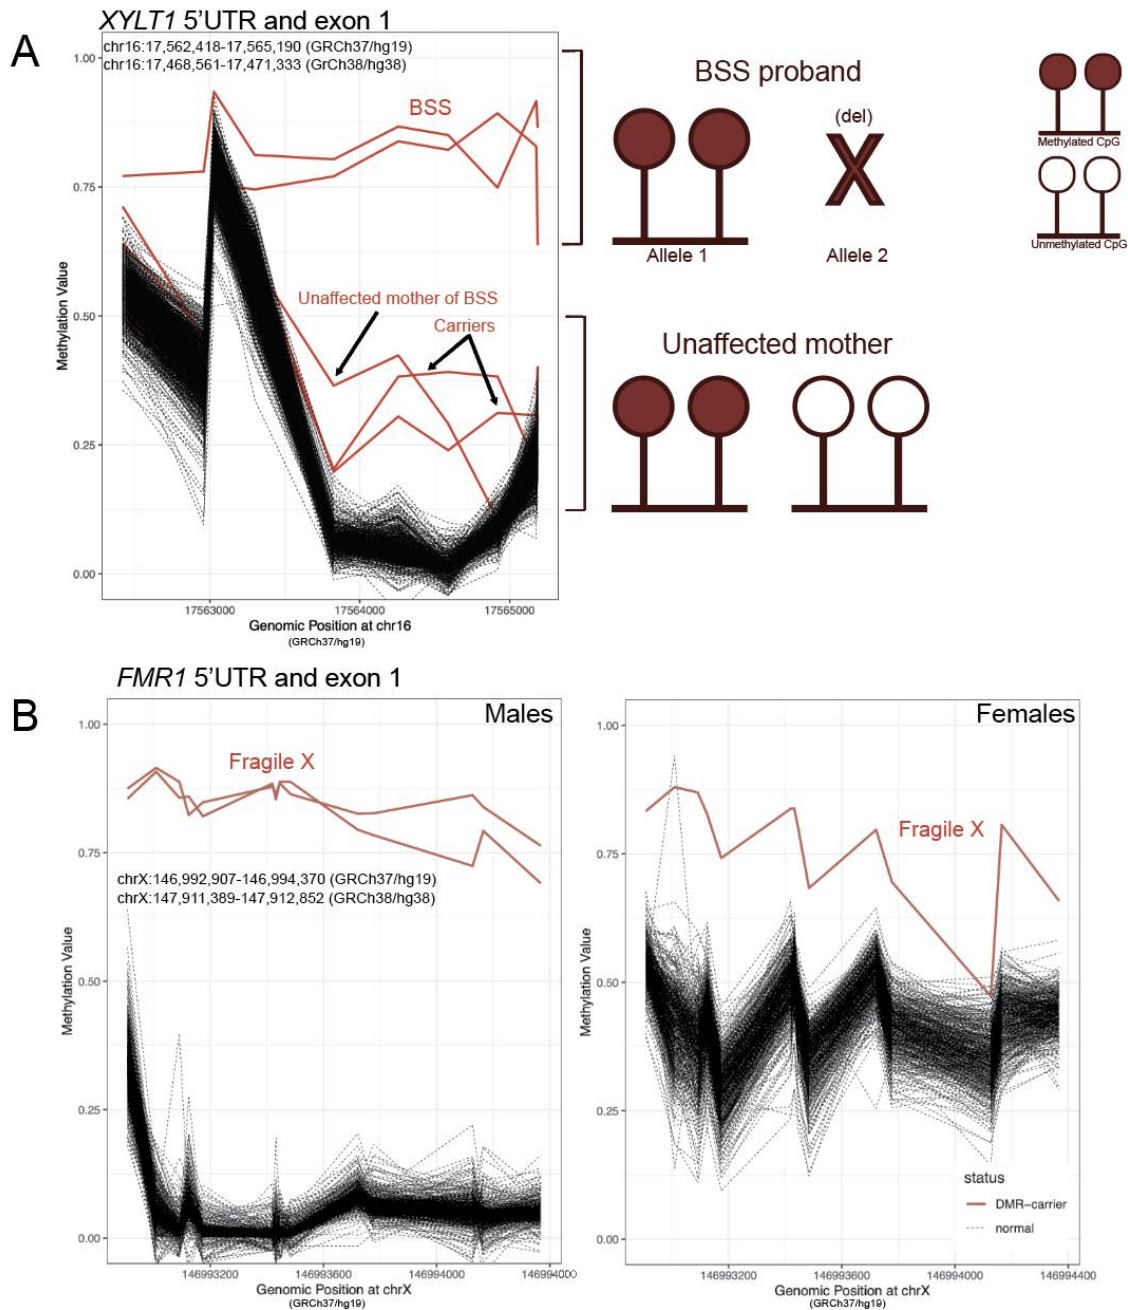 A
XYLT1 5'UTR and exon 1
chr16:17,562,418-17,565,190 (GRCh37/hg19)
chr16:17,468,561-17,471,333 (GrCh38/hg38)
1.00
0.75
0.50
0.25
0.00
Methylation Value
BSS
Unaffected mother of BSS
Carriers
17563000
17564000
17565000
Genomic Position at chr16
(GRCh37/hg19)
BSS proband
(del)
Allele 1
Allele 2
Methylated CpG
Unmethylated CpG
Unaffected mother
B
FMR1 5'UTR and exon 1
Males
Fragile X
chrX:146,992,907-146,994,370 (GRCh37/hg19)
chrX:147,911,389-147,912,852 (GRCh38/hg38)
1.00
0.75
0.50
0.25
0.00
Methylation Value
146993200
146993600
146994000
146994000
Genomic Position at chrX
(GRCh37/hg19)
Females
Fragile X
1.00
0.75
0.50
0.25
0.00
Methylation Value
status
DMR-carrier
normal
146993200
146993600
146994000
146994400
Genomic Position at chrX
(GRCh37/hg19)